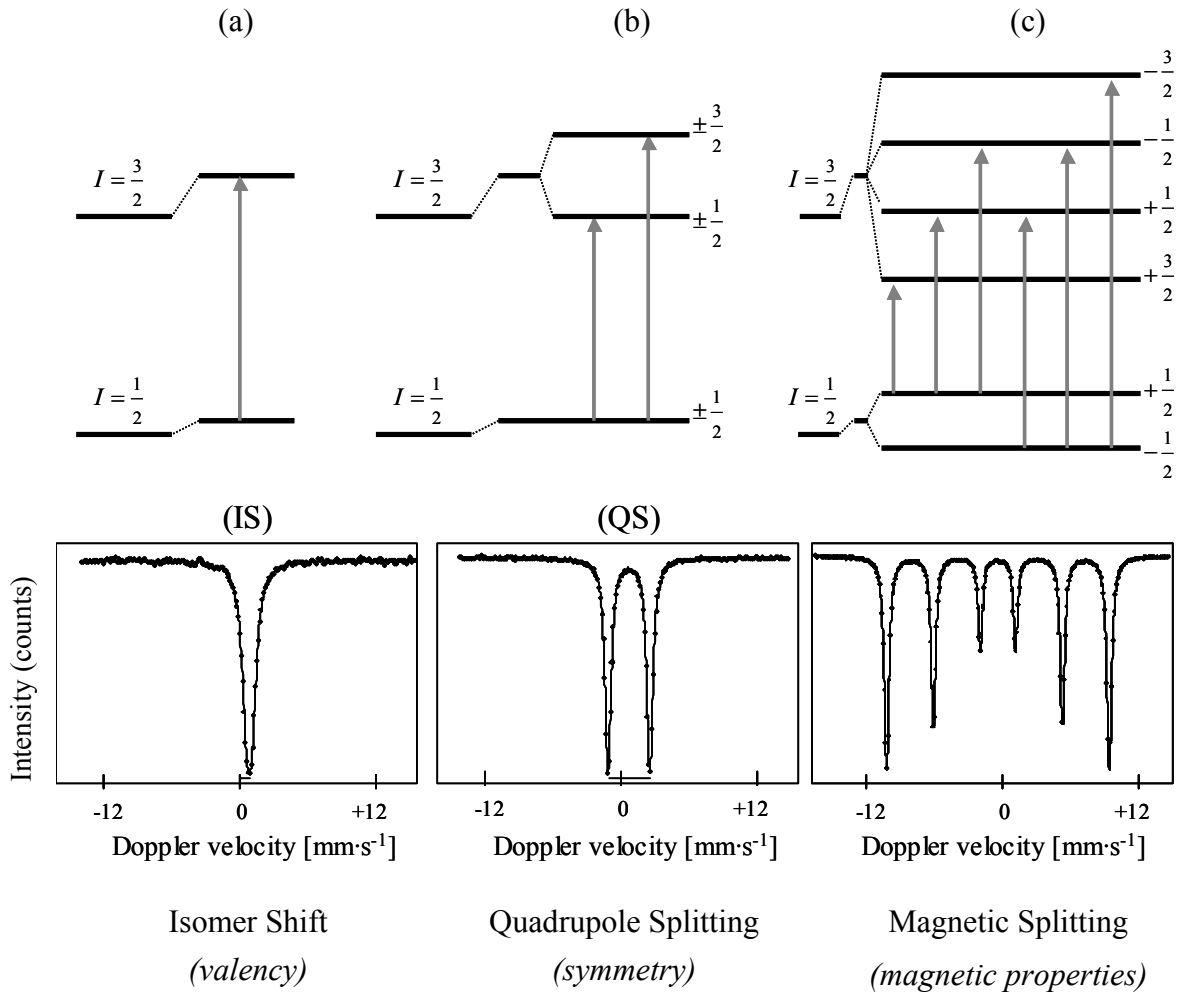 (a)
(b)
(c)
I = 3/2
I = 1/2
I = 3/2
± 3/2
± 1/2
I = 1/2
± 1/2
I = 3/2
− 3/2
− 1/2
+ 1/2
+ 3/2
I = 1/2
+ 1/2
− 1/2
(IS)
(QS)
Intensity (counts)
-12 0 +12
-12 0 +12
-12 0 +12
Doppler velocity [mm·s⁻¹]
Doppler velocity [mm·s⁻¹]
Doppler velocity [mm·s⁻¹]
Isomer Shift
(valency)
Quadrupole Splitting
(symmetry)
Magnetic Splitting
(magnetic properties)